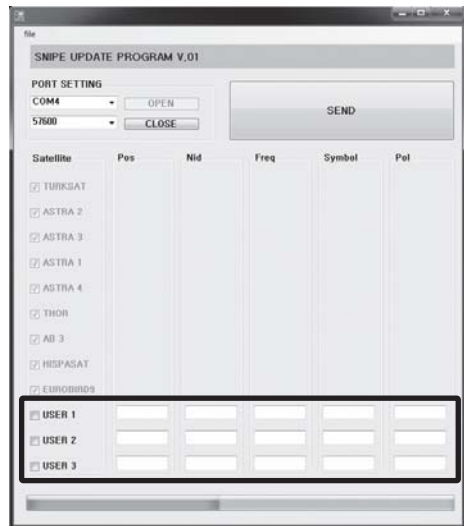 file
SNIPE UPDATE PROGRAM V.01
PORT SETTING
COM4
OPEN
57600
CLOSE
SEND
Satellite Pos Nid Freq Symbol Pol
TURKSAT
ASTRA 2
ASTRA 3
ASTRA 1
ASTRA 4
THOR
AB 3
HISPASAT
EUROBIRD9
USER 1
USER 2
USER 3